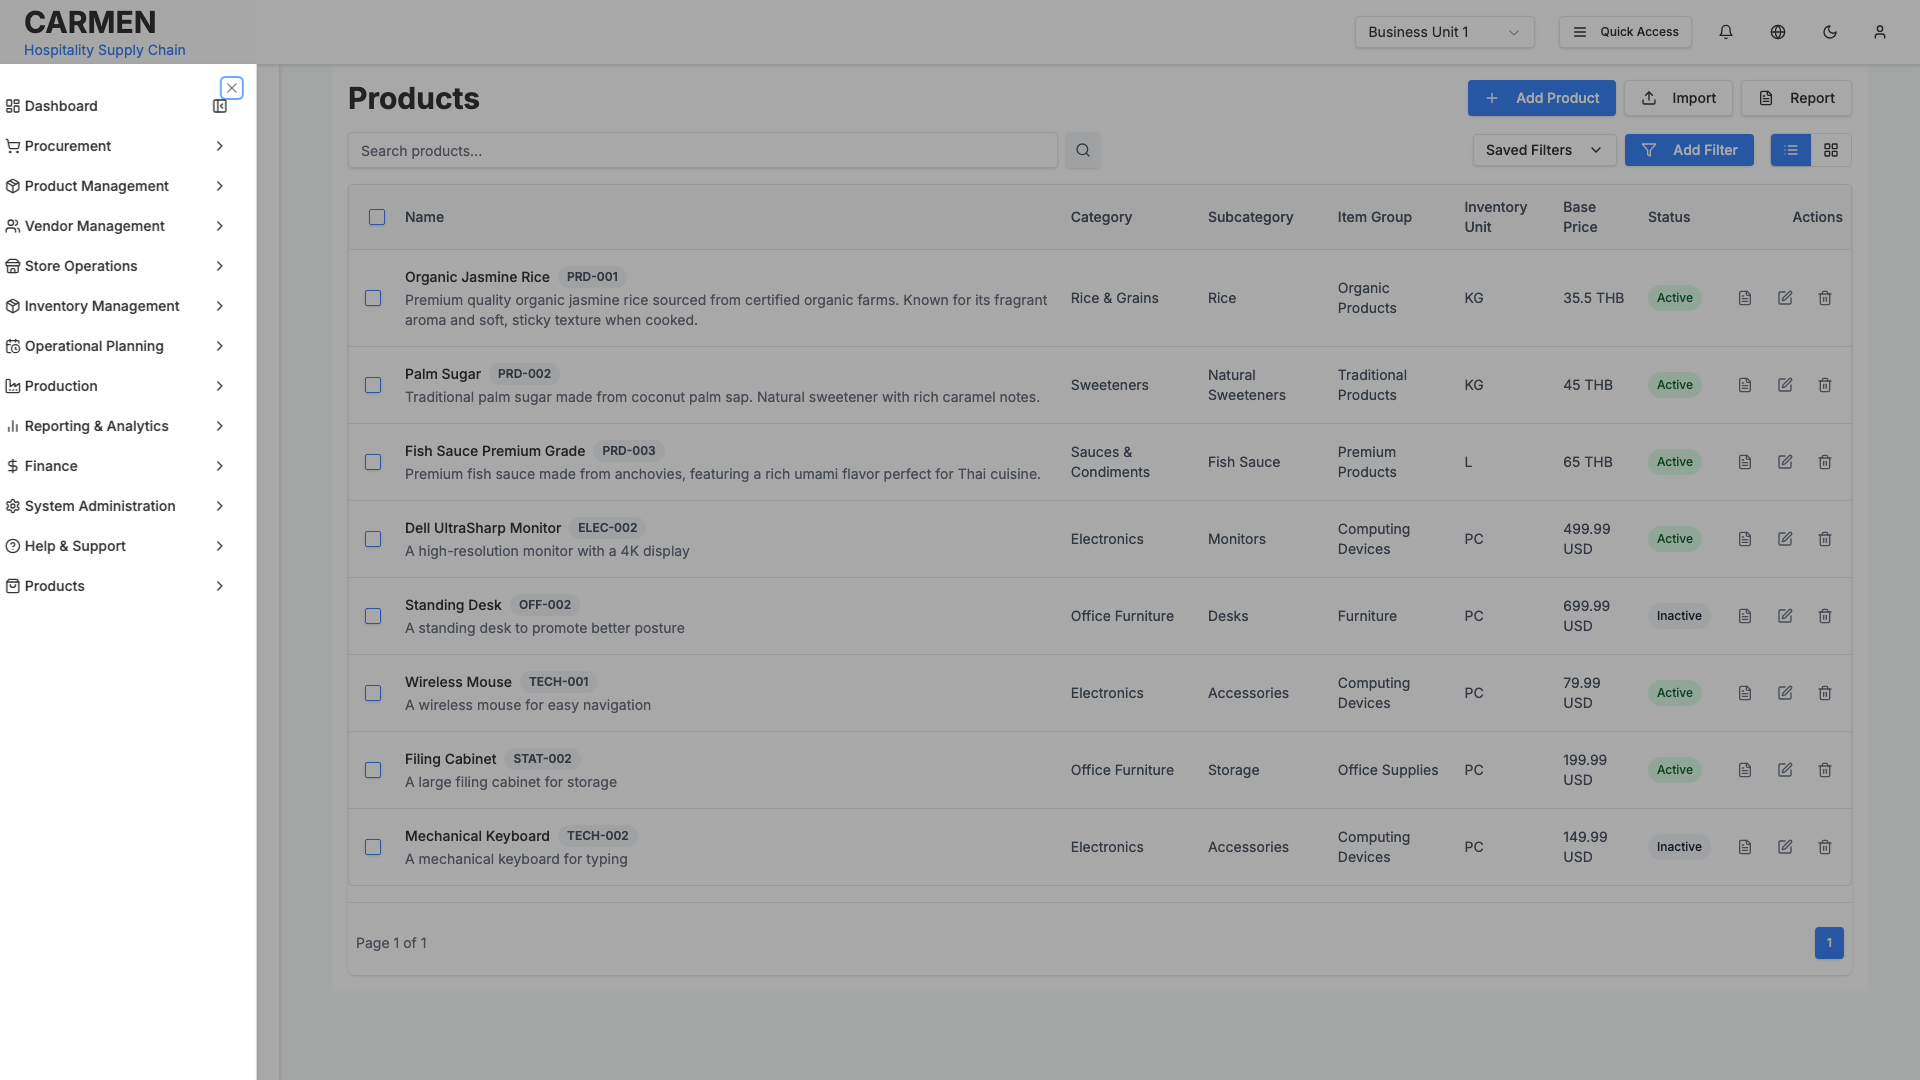 CARMEN
Hospitality Supply Chain
Business Unit 1
Quick Access
Dashboard
Procurement
Product Management
Vendor Management
Store Operations
Inventory Management
Operational Planning
Production
Reporting & Analytics
Finance
System Administration
Help & Support
Products
Products
Add Product
Import
Report
Search products...
Saved Filters
Add Filter
Name
Category
Subcategory
Item Group
Inventory
Unit
Base
Price
Status
Actions
Organic Jasmine Rice PRD-001
Premium quality organic jasmine rice sourced from certified organic farms. Known for its fragrant
aroma and soft, sticky texture when cooked.
Rice & Grains
Rice
Organic
Products
KG
35.5 THB
Active
Palm Sugar PRD-002
Traditional palm sugar made from coconut palm sap. Natural sweetener with rich caramel notes.
Sweeteners
Natural
Sweeteners
Traditional
Products
KG
45 THB
Active
Fish Sauce Premium Grade PRD-003
Premium fish sauce made from anchovies, featuring a rich umami flavor perfect for Thai cuisine.
Sauces &
Condiments
Fish Sauce
Premium
Products
L
65 THB
Active
Dell UltraSharp Monitor ELEC-002
A high-resolution monitor with a 4K display
Electronics
Monitors
Computing
Devices
PC
499.99
USD
Active
Standing Desk OFF-002
A standing desk to promote better posture
Office Furniture
Desks
Furniture
PC
699.99
USD
Inactive
Wireless Mouse TECH-001
A wireless mouse for easy navigation
Electronics
Accessories
Computing
Devices
PC
79.99
USD
Active
Filing Cabinet STAT-002
A large filing cabinet for storage
Office Furniture
Storage
Office Supplies
PC
199.99
USD
Active
Mechanical Keyboard TECH-002
A mechanical keyboard for typing
Electronics
Accessories
Computing
Devices
PC
149.99
USD
Inactive
Page 1 of 1
1